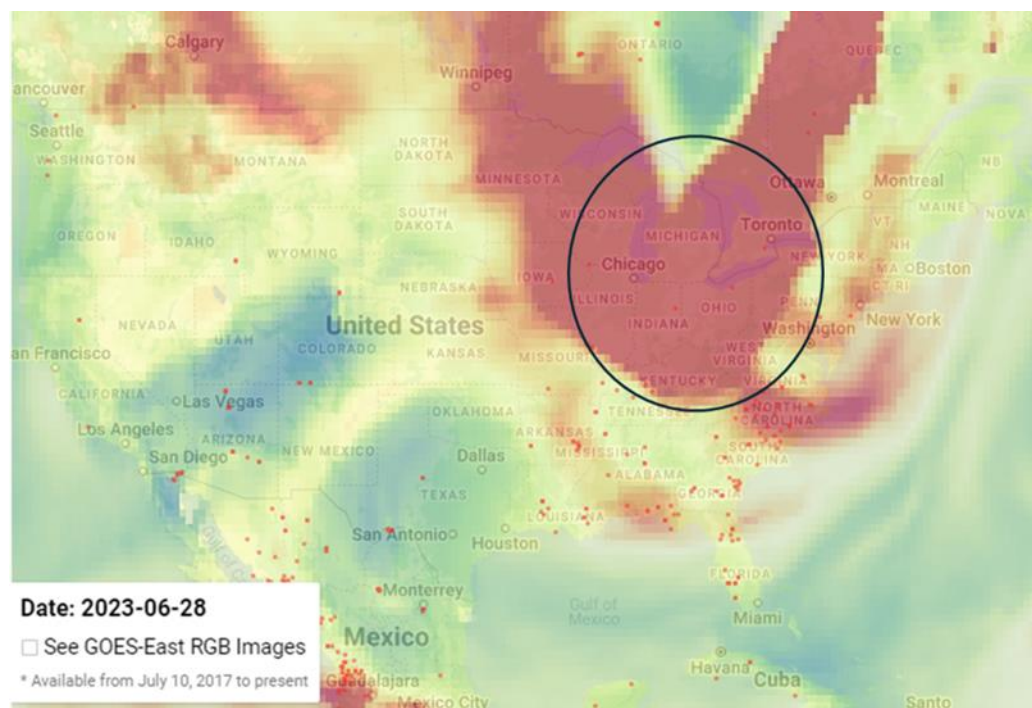 Calgary
ONTARIO
QUEBEC
Winnipeg
ancouver
Seattle
WASHINGTON
MONTANA
NORTH
DAKOTA
MINNESOTA
Ottawa
Montreal
NB
MAINE
NOVA
OREGON
IDAHO
SOUTH
DAKOTA
WISCONSIN
MICHIGAN
Toronto
VT
NH
WYOMING
IOWA
Chicago
NEW YORK
MA
Boston
CT RI
NEBRASKA
ILLINOIS
OHIO
PENN
NEVADA
United States
INDIANA
Washington
New York
UTAH
COLORADO
KANSAS
MISSOURI
WEST
VIRGINIA
an Francisco
KENTUCKY
VIRGINIA
CALIFORNIA
Las Vegas
OKLAHOMA
TENNESSEE
NORTH
CAROLINA
Los Angeles
ARIZONA
NEW MEXICO
ARKANSAS
MISSISSIPPI
SOUTH
CAROLINA
San Diego
Dallas
ALABAMA
TEXAS
GEORGIA
LOUISIANA
San Antonio
Houston
Gulf of
FLORIDA
Monterrey
Gulf of
Mexico
Miami
Mexico
Havana
Cuba
Guadalajara
Mexico City
Santo
Date: 2023-06-28
See GOES-East RGB Images
* Available from July 10, 2017 to present